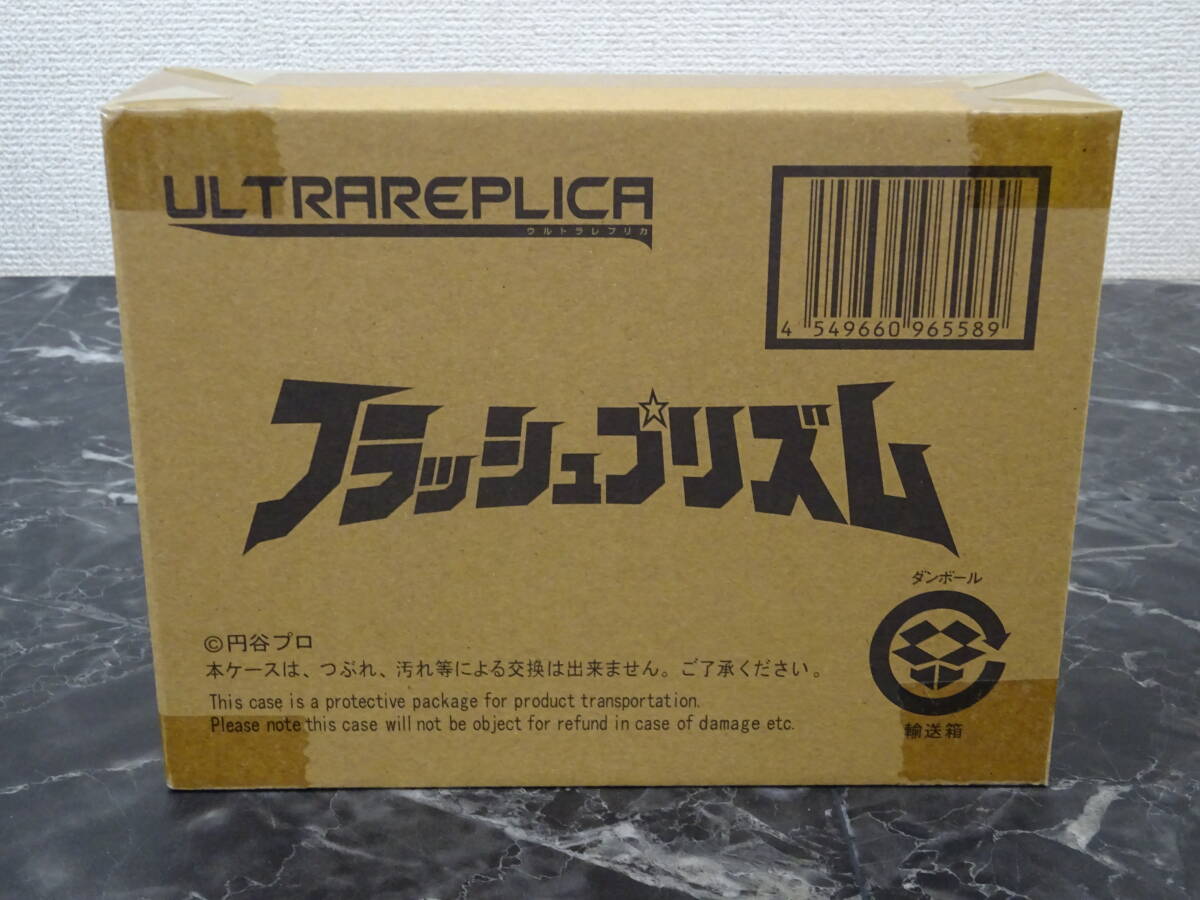 ULTRAREPLICA
ウルトラレプリカ
4 549660 965589
フラッシュプリズム
ダンボール
©円谷プロ
本ケースは、つぶれ、汚れ等による交換は出来ません。ご了承ください。
This case is a protective package for product transportation.
Please note this case will not be object for refund in case of damage etc.
輸送箱